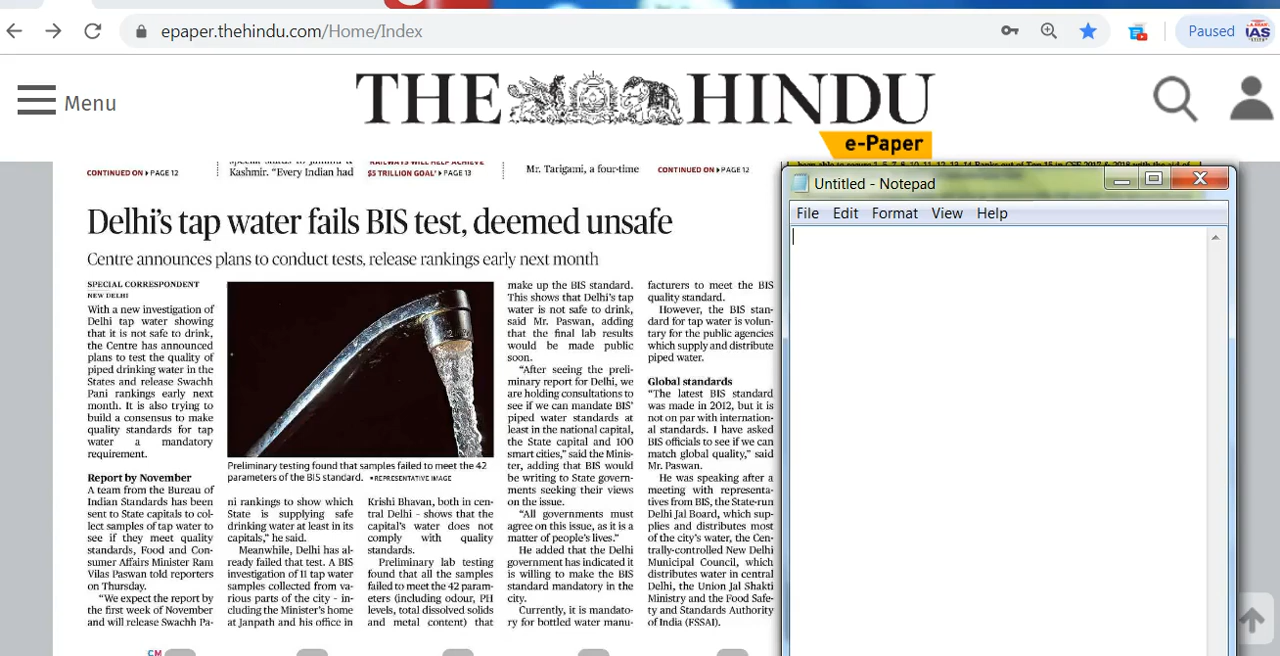 epaper.thehindu.com/Home/Index
Paused
IAS
Menu
THE HINDU
e-Paper
CONTINUED ON ▸ PAGE 12
Kashmir. “Every Indian had
RAILWAYS WILL HELP ACHIEVE
$5 TRILLION GOAL’ ▸ PAGE 13
Mr. Tarigami, a four-time
CONTINUED ON ▸ PAGE 12
Delhi’s tap water fails BIS test, deemed unsafe
Centre announces plans to conduct tests, release rankings early next month
SPECIAL CORRESPONDENT
NEW DELHI
With a new investigation of
Delhi tap water showing
that it is not safe to drink,
the Centre has announced
plans to test the quality of
piped drinking water in the
States and release Swachh
Pani rankings early next
month. It is also trying to
build a consensus to make
quality standards for tap
water a mandatory
requirement.
Report by November
A team from the Bureau of
Indian Standards has been
sent to State capitals to col-
lect samples of tap water to
see if they meet quality
standards, Food and Con-
sumer Affairs Minister Ram
Vilas Paswan told reporters
on Thursday.
“We expect the report by
the first week of November
and will release Swachh Pa-
Preliminary testing found that samples failed to meet the 42
parameters of the BIS standard. ▪ REPRESENTATIVE IMAGE
ni rankings to show which
State is supplying safe
drinking water at least in its
capitals,” he said.
Meanwhile, Delhi has al-
ready failed that test. A BIS
investigation of 11 tap water
samples collected from va-
rious parts of the city - in-
cluding the Minister’s home
at Janpath and his office in
Krishi Bhavan, both in cen-
tral Delhi - shows that the
capital’s water does not
comply with quality
standards.
Preliminary lab testing
found that all the samples
failed to meet the 42 param-
eters (including odour, PH
levels, total dissolved solids
and metal content) that
make up the BIS standard.
This shows that Delhi’s tap
water is not safe to drink,
said Mr. Paswan, adding
that the final lab results
would be made public
soon.
“After seeing the preli-
minary report for Delhi, we
are holding consultations to
see if we can mandate BIS’
piped water standards at
least in the national capital,
the State capital and 100
smart cities,” said the Minis-
ter, adding that BIS would
be writing to State govern-
ments seeking their views
on the issue.
“All governments must
agree on this issue, as it is a
matter of people’s lives.”
He added that the Delhi
government has indicated it
is willing to make the BIS
standard mandatory in the
city.
Currently, it is mandato-
ry for bottled water manu-
facturers to meet the BIS
quality standard.
However, the BIS stan-
dard for tap water is volun-
tary for the public agencies
which supply and distribute
piped water.
Global standards
“The latest BIS standard
was made in 2012, but it is
not on par with internation-
al standards. I have asked
BIS officials to see if we can
match global quality,” said
Mr. Paswan.
He was speaking after a
meeting with representa-
tives from BIS, the State-run
Delhi Jal Board, which sup-
plies and distributes most
of the city’s water, the Cen-
trally-controlled New Delhi
Municipal Council, which
distributes water in central
Delhi, the Union Jal Shakti
Ministry and the Food Safe-
ty and Standards Authority
of India (FSSAI).
CM
Untitled - Notepad
File Edit Format View Help